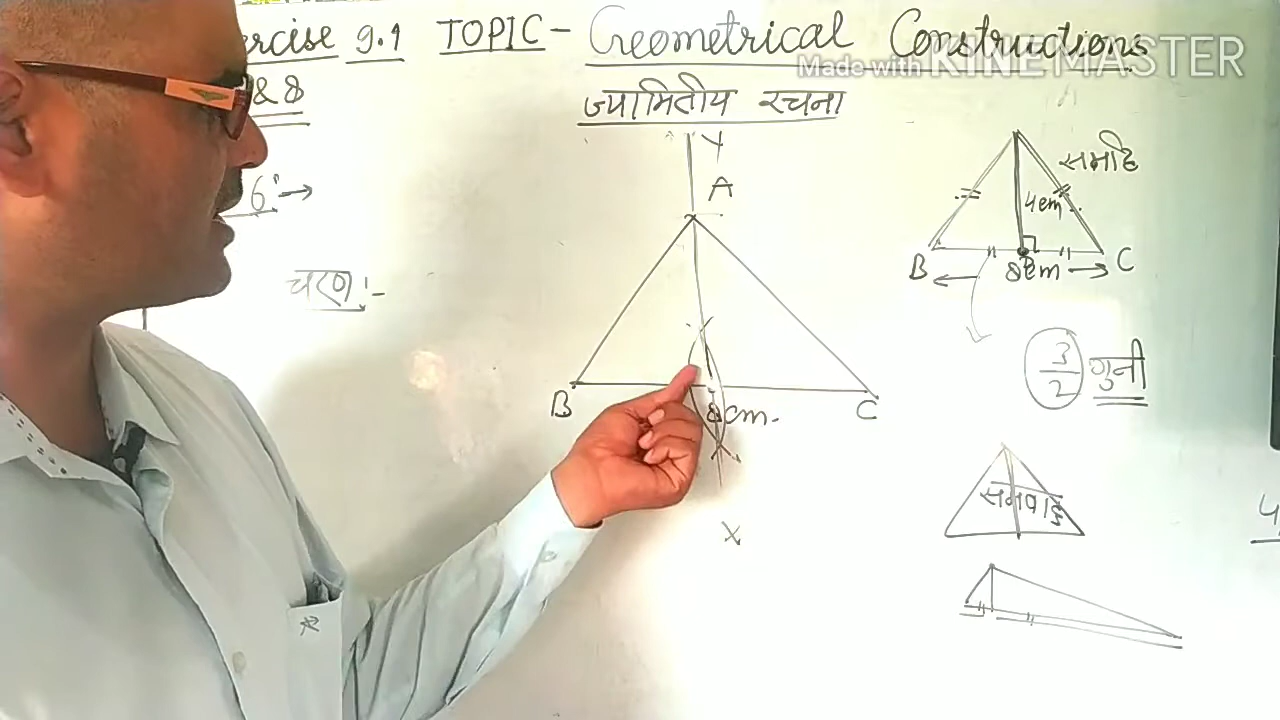 ercise 9.1 TOPIC - Geometrical Constructions
Made with KINEMASTER
& 8
ज्यामितीय रचना
6 :→
चरण :-
Y
A
B
8cm.
C
X
समद्वि
4cm
B
8cm
C
3/2 गुनी
समबाहु
4